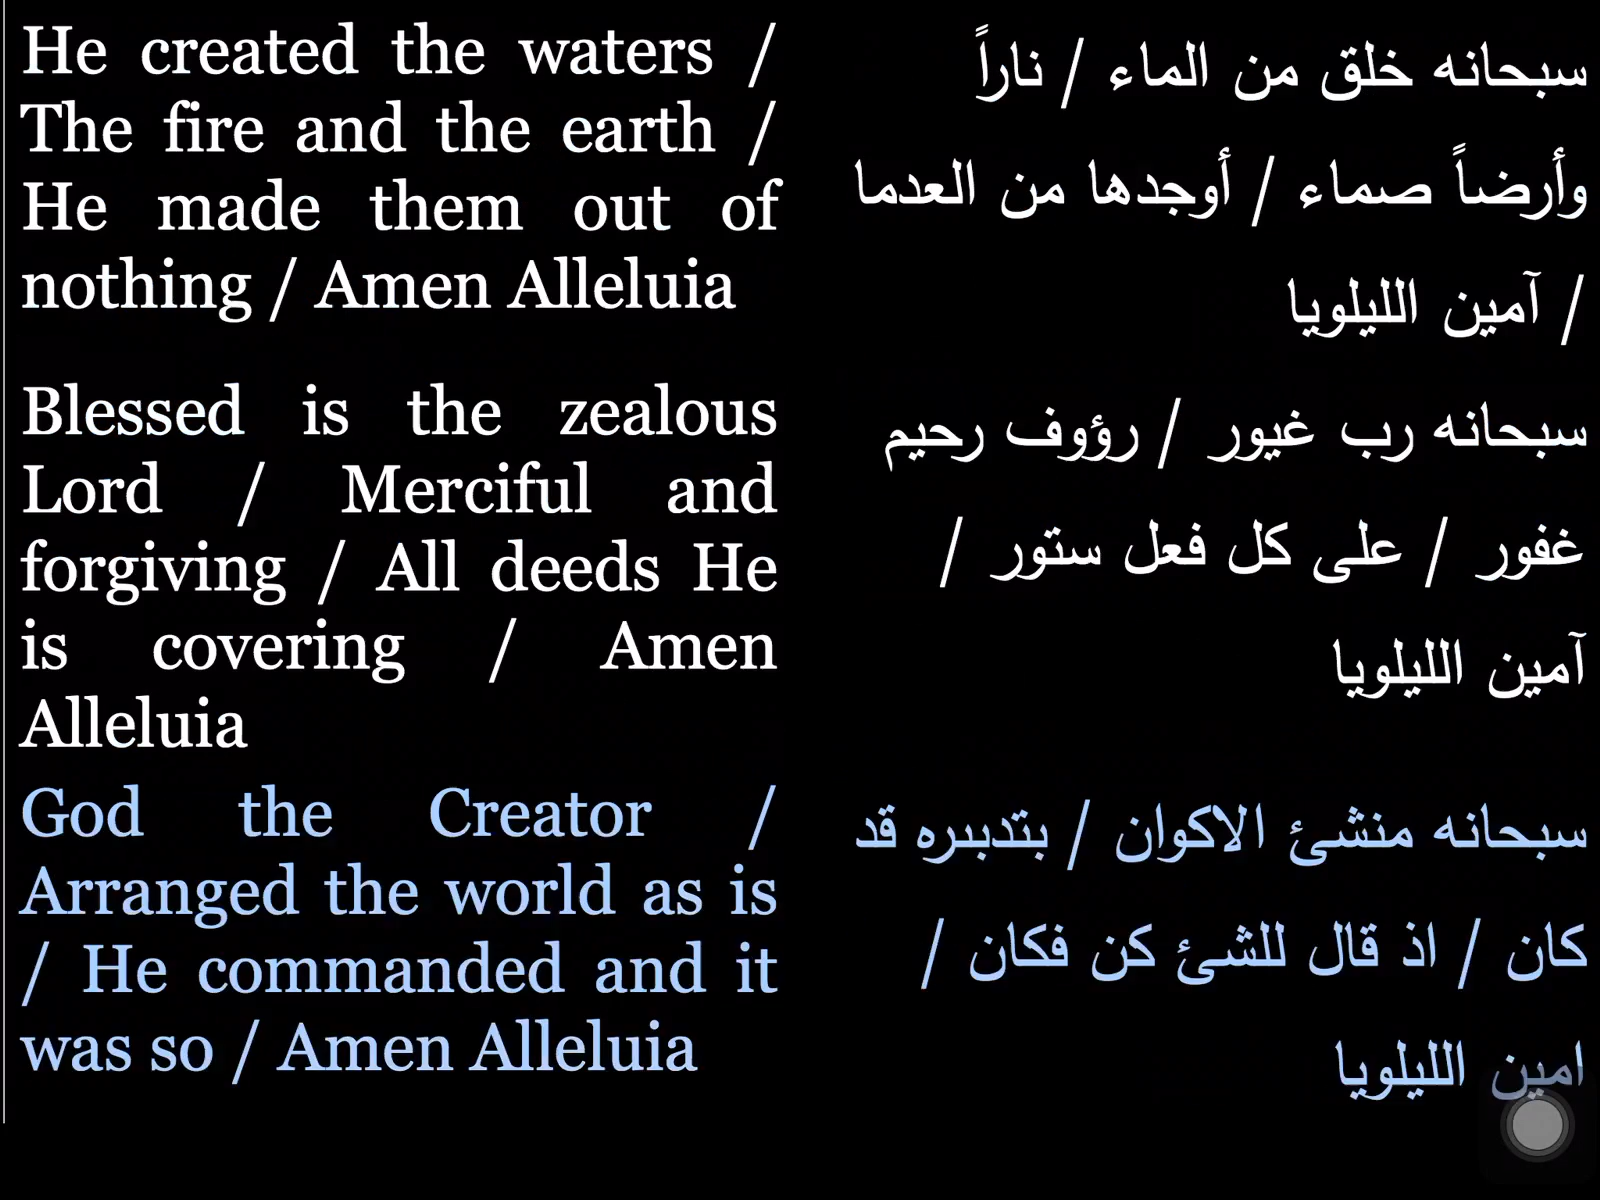 He created the waters /
The fire and the earth /
He made them out of
nothing / Amen Alleluia
سبحانه خلق من الماء / ناراً
وأرضاً صماء / أوجدها من العدما
/ آمين الليلويا
Blessed is the zealous
Lord / Merciful and
forgiving / All deeds He
is covering / Amen
Alleluia
سبحانه رب غيور / رؤوف رحيم
غفور / على كل فعل ستور /
آمين الليلويا
God the Creator /
Arranged the world as is
/ He commanded and it
was so / Amen Alleluia
سبحانه منشئ الاكوان / بتدبيره قد
كان / اذ قال للشئ كن فكان /
امين الليلويا